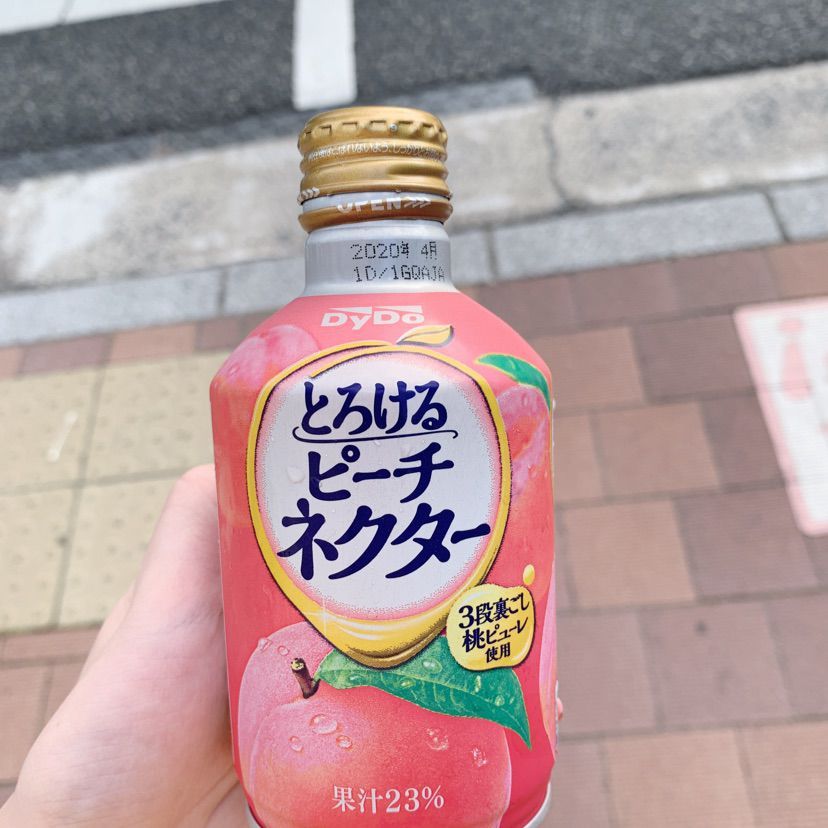 OPEN
2020年 4月
1D/1GQAJA
DyDo
とろける
ピーチ
ネクター
3段裏ごし
桃ピューレ
使用
果汁23%